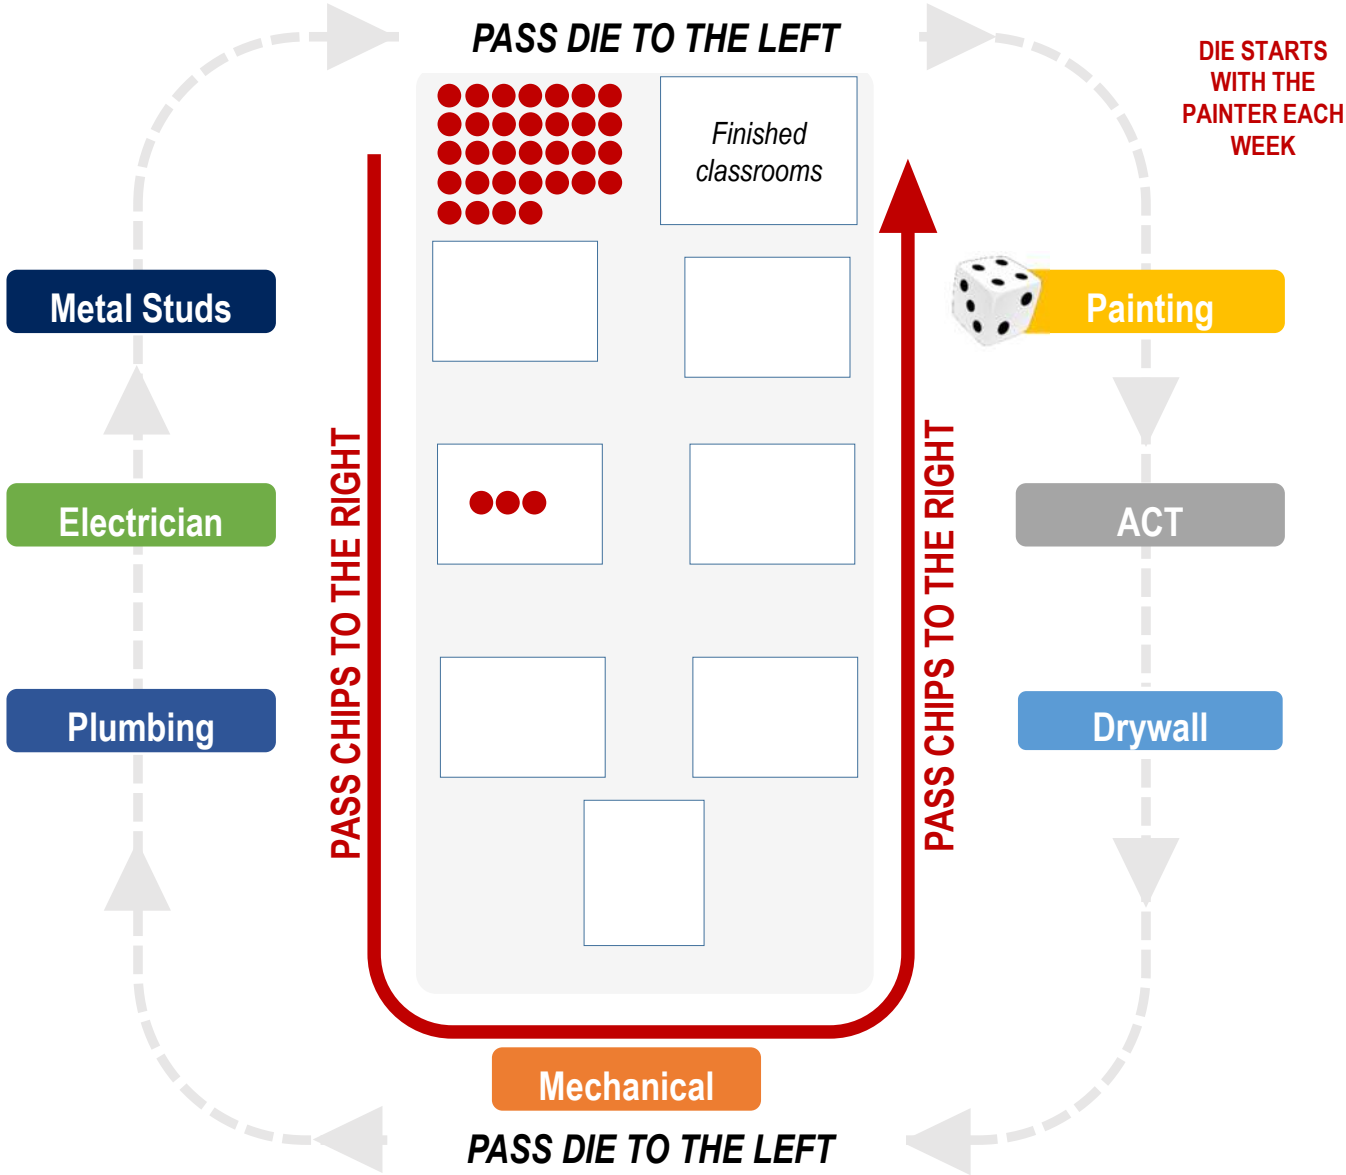 PASS DIE TO THE LEFT
DIE STARTS
WITH THE
PAINTER EACH
WEEK
Finished
classrooms
Metal Studs
Painting
PASS CHIPS TO THE RIGHT
PASS CHIPS TO THE RIGHT
Electrician
ACT
Plumbing
Drywall
Mechanical
PASS DIE TO THE LEFT